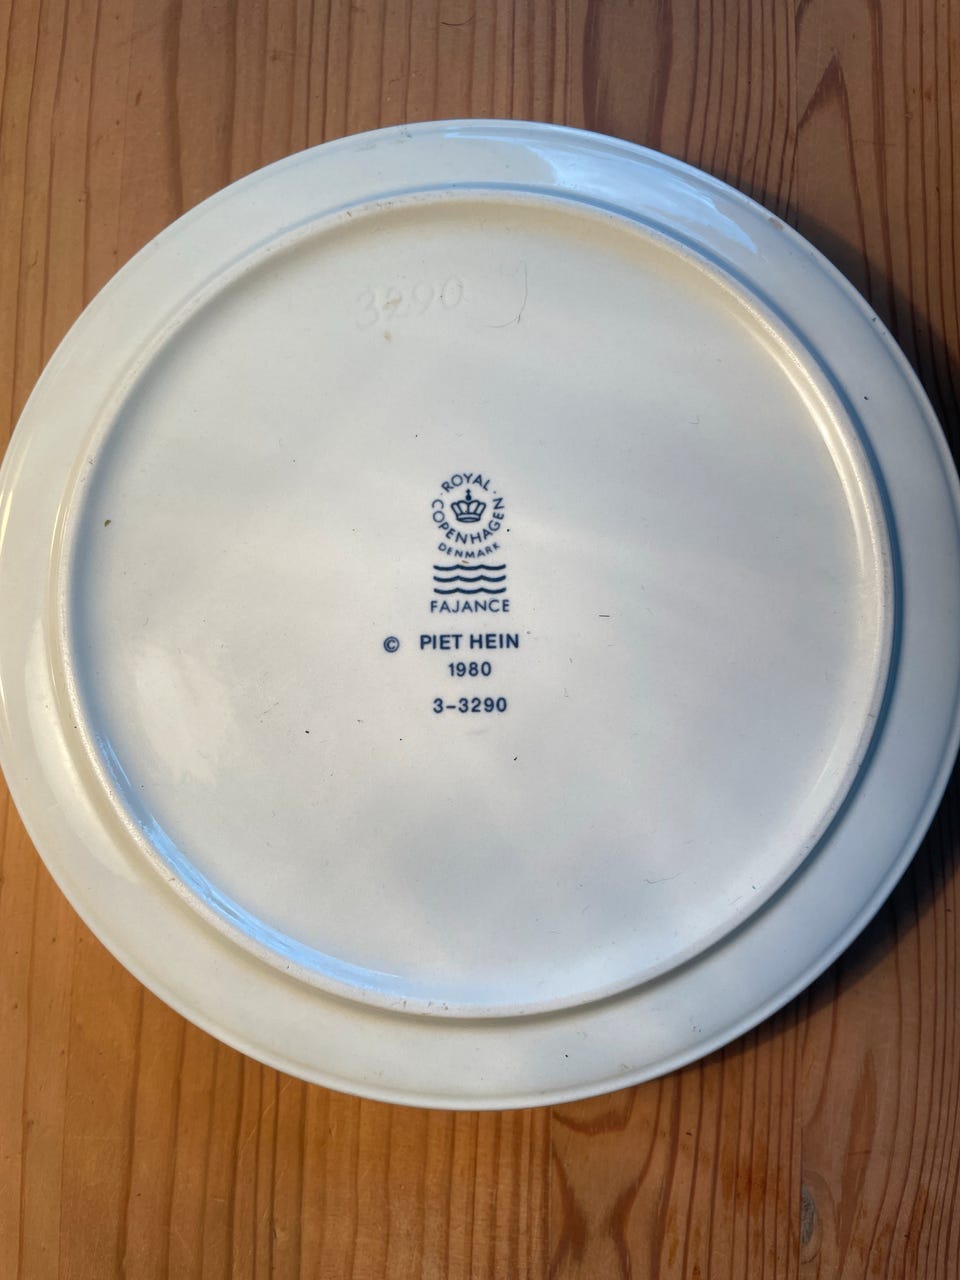 3290
ROYAL
COPENHAGEN
DENMARK
FAJANCE
© PIET HEIN
1980
3-3290